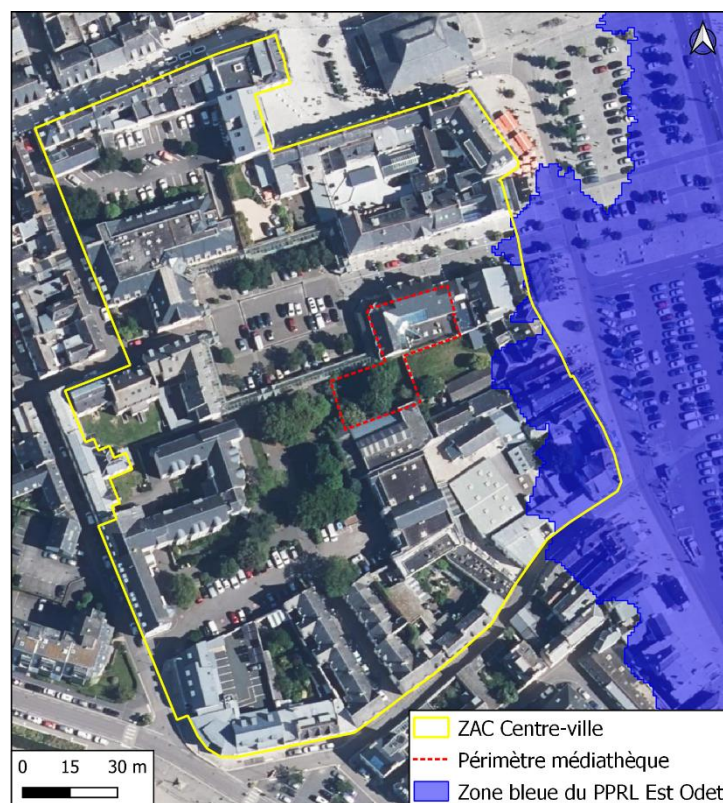 ZAC Centre-ville
Périmètre médiathèque
Zone bleue du PPRL Est Odet
0 15 30 m